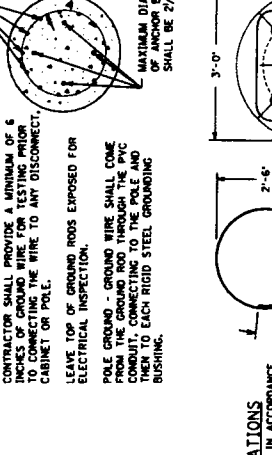 CONTRACTOR SHALL PROVIDE A MINIMUM OF 6
INCHES OF GROUND WIRE FOR TESTING PRIOR
TO CONNECTING THE WIRE TO ANY DISCONNECT,
CABINET OR POLE.
LEAVE TOP OF GROUND RODS EXPOSED FOR
ELECTRICAL INSPECTION.
POLE GROUND - GROUND WIRE SHALL COME
FROM THE GROUND ROD THROUGH THE PVC
CONDUIT, CONNECTING TO THE POLE AND
THEN TO EACH RIGID STEEL GROUNDING
BUSHING.
MAXIMUM DIA
OF ANCHOR B
SHALL BE 2/
3'-0"
2'-6"
ATIONS
IN ACCORDANCE